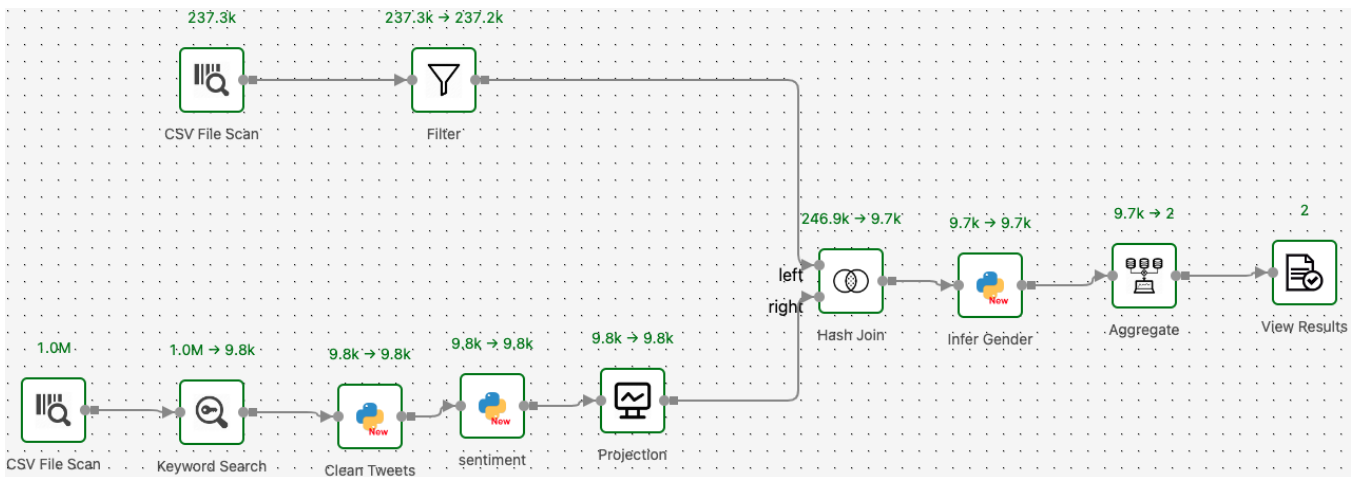 237.3k
237.3k → 237.2k
CSV File Scan
Filter
246.9k → 9.7k
9.7k → 9.7k
9.7k → 2
2
left
right
Hash Join
New
Infer Gender
Aggregate
View Results
1.0M
1.0M → 9.8k
9.8k → 9.8k
9.8k → 9.8k
9.8k → 9.8k
New
New
CSV File Scan
Keyword Search
Clean Tweets
sentiment
Projection